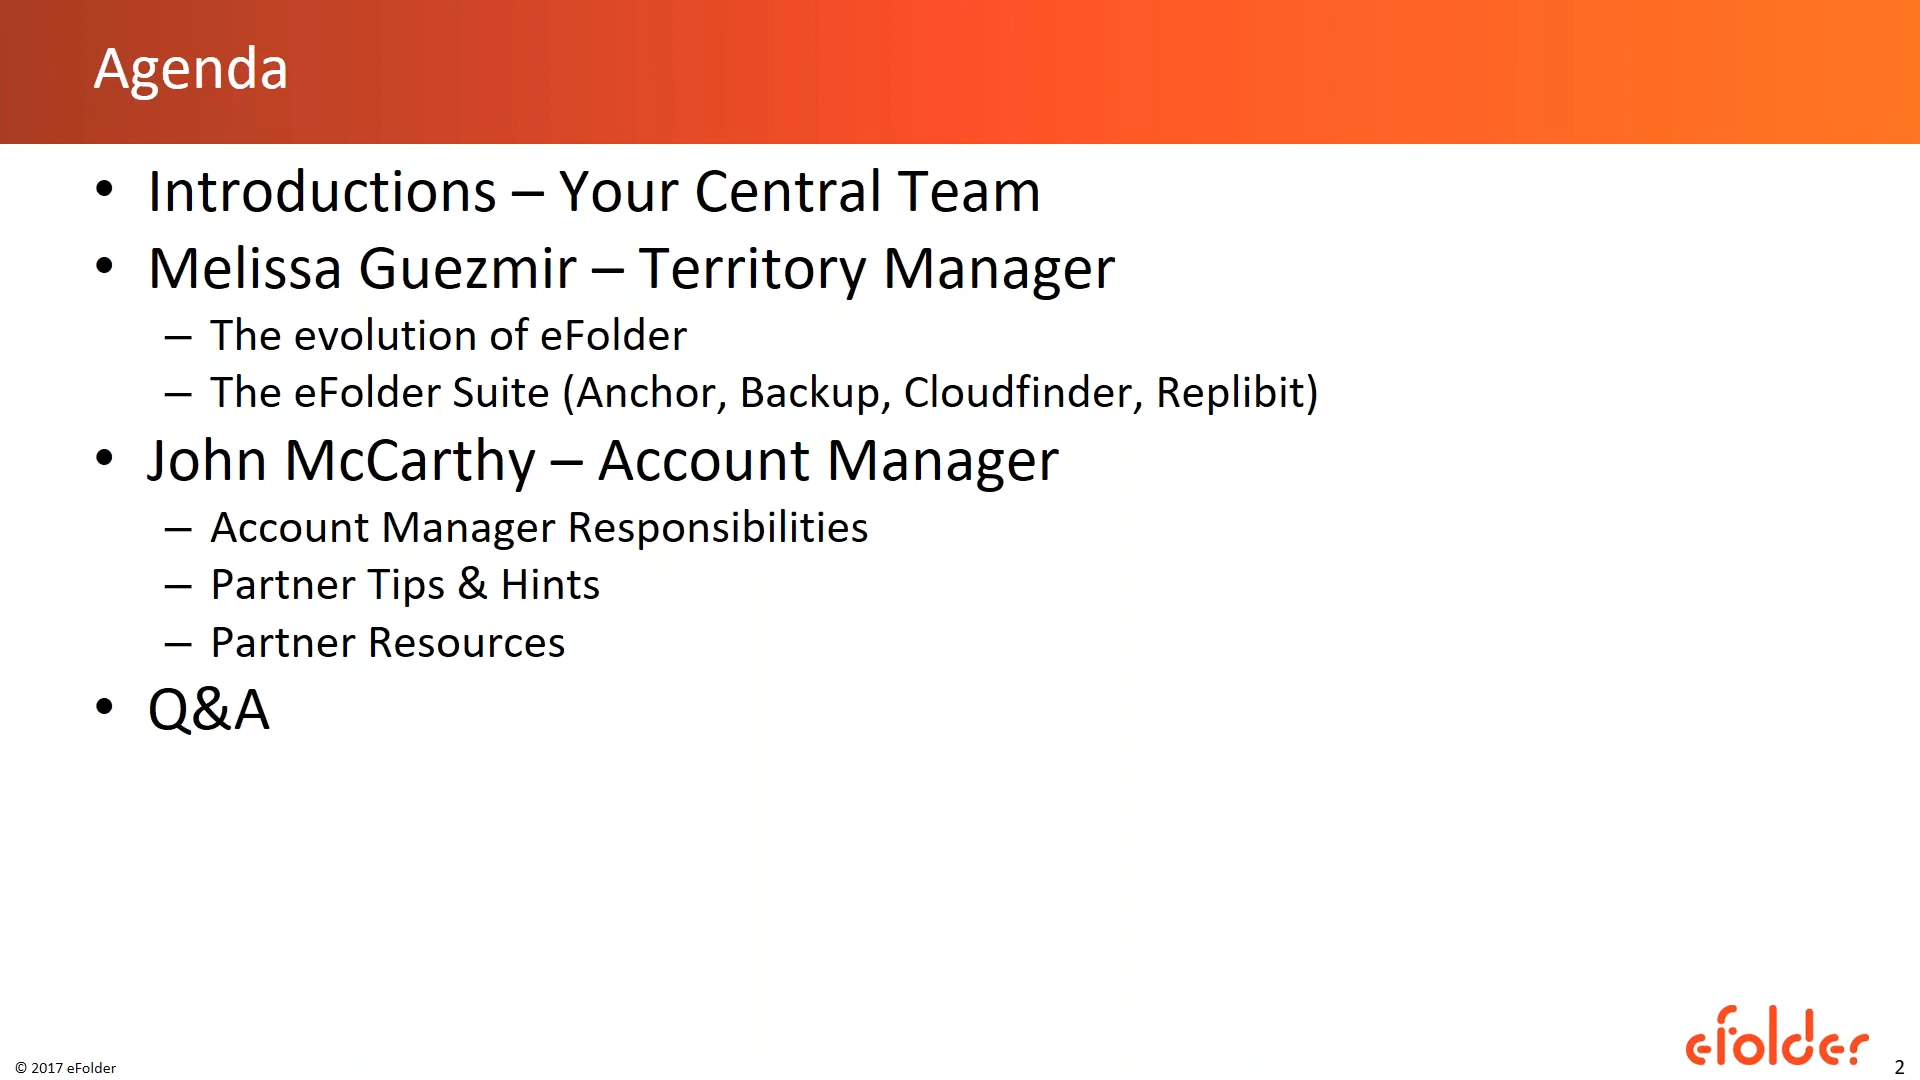 Agenda
• Introductions – Your Central Team
• Melissa Guezmir – Territory Manager
– The evolution of eFolder
– The eFolder Suite (Anchor, Backup, Cloudfinder, Replibit)
• John McCarthy – Account Manager
– Account Manager Responsibilities
– Partner Tips & Hints
– Partner Resources
• Q&A
efolder
© 2017 eFolder
2